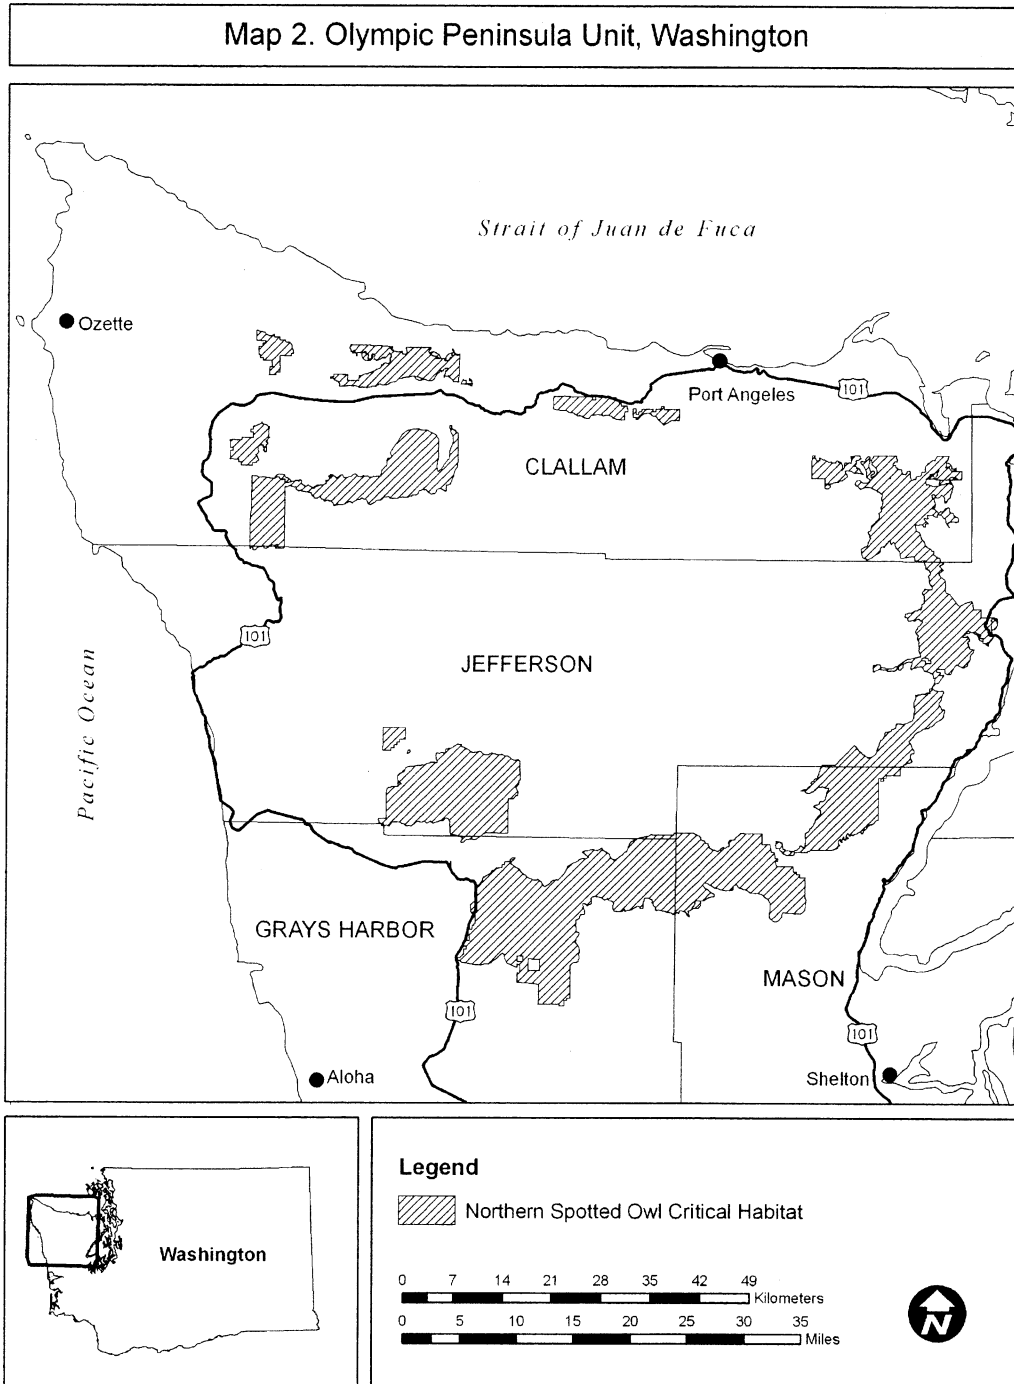 Map 2. Olympic Peninsula Unit, Washington
Strait of Juan de Fuca
Ozette
Port Angeles
101
CLALLAM
101
JEFFERSON
Pacific Ocean
GRAYS HARBOR
MASON
101
101
Aloha
Shelton
Washington
Legend
Northern Spotted Owl Critical Habitat
0 7 14 21 28 35 42 49
Kilometers
0 5 10 15 20 25 30 35
Miles
N